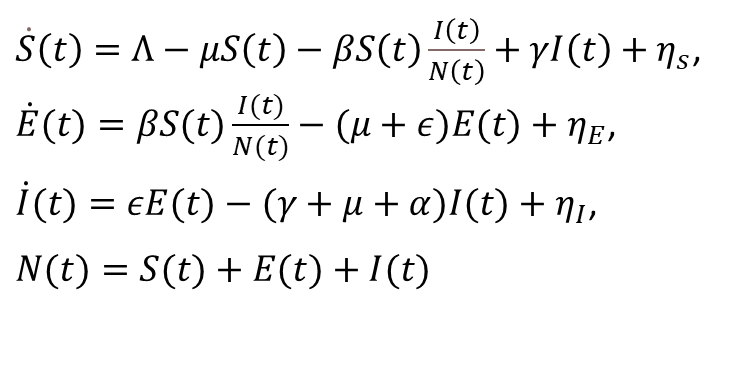 Ṡ(t) = Λ − μS(t) − βS(t) I(t)/N(t) + γI(t) + η_s,
Ė(t) = βS(t) I(t)/N(t) − (μ + ϵ)E(t) + η_E,
İ(t) = ϵE(t) − (γ + μ + α)I(t) + η_I,
N(t) = S(t) + E(t) + I(t)